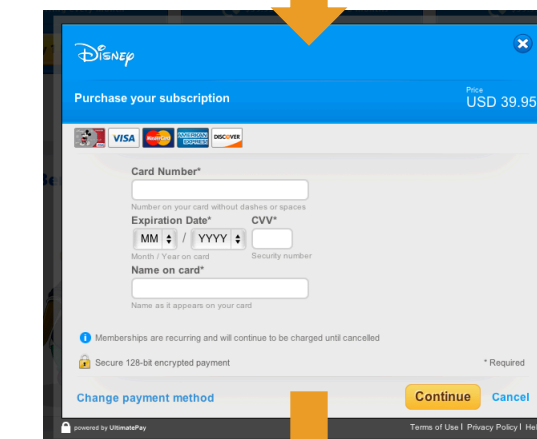 Disney
Purchase your subscription
Price
USD 39.95
VISA MasterCard AMERICAN EXPRESS DISCOVER
Card Number*
Number on your card without dashes or spaces
Expiration Date* CVV*
MM / YYYY
Month / Year on card Security number
Name on card*
Name as it appears on your card
Memberships are recurring and will continue to be charged until cancelled
Secure 128-bit encrypted payment * Required
Change payment method Continue Cancel
powered by UltimatePay Terms of Use | Privacy Policy | Hel